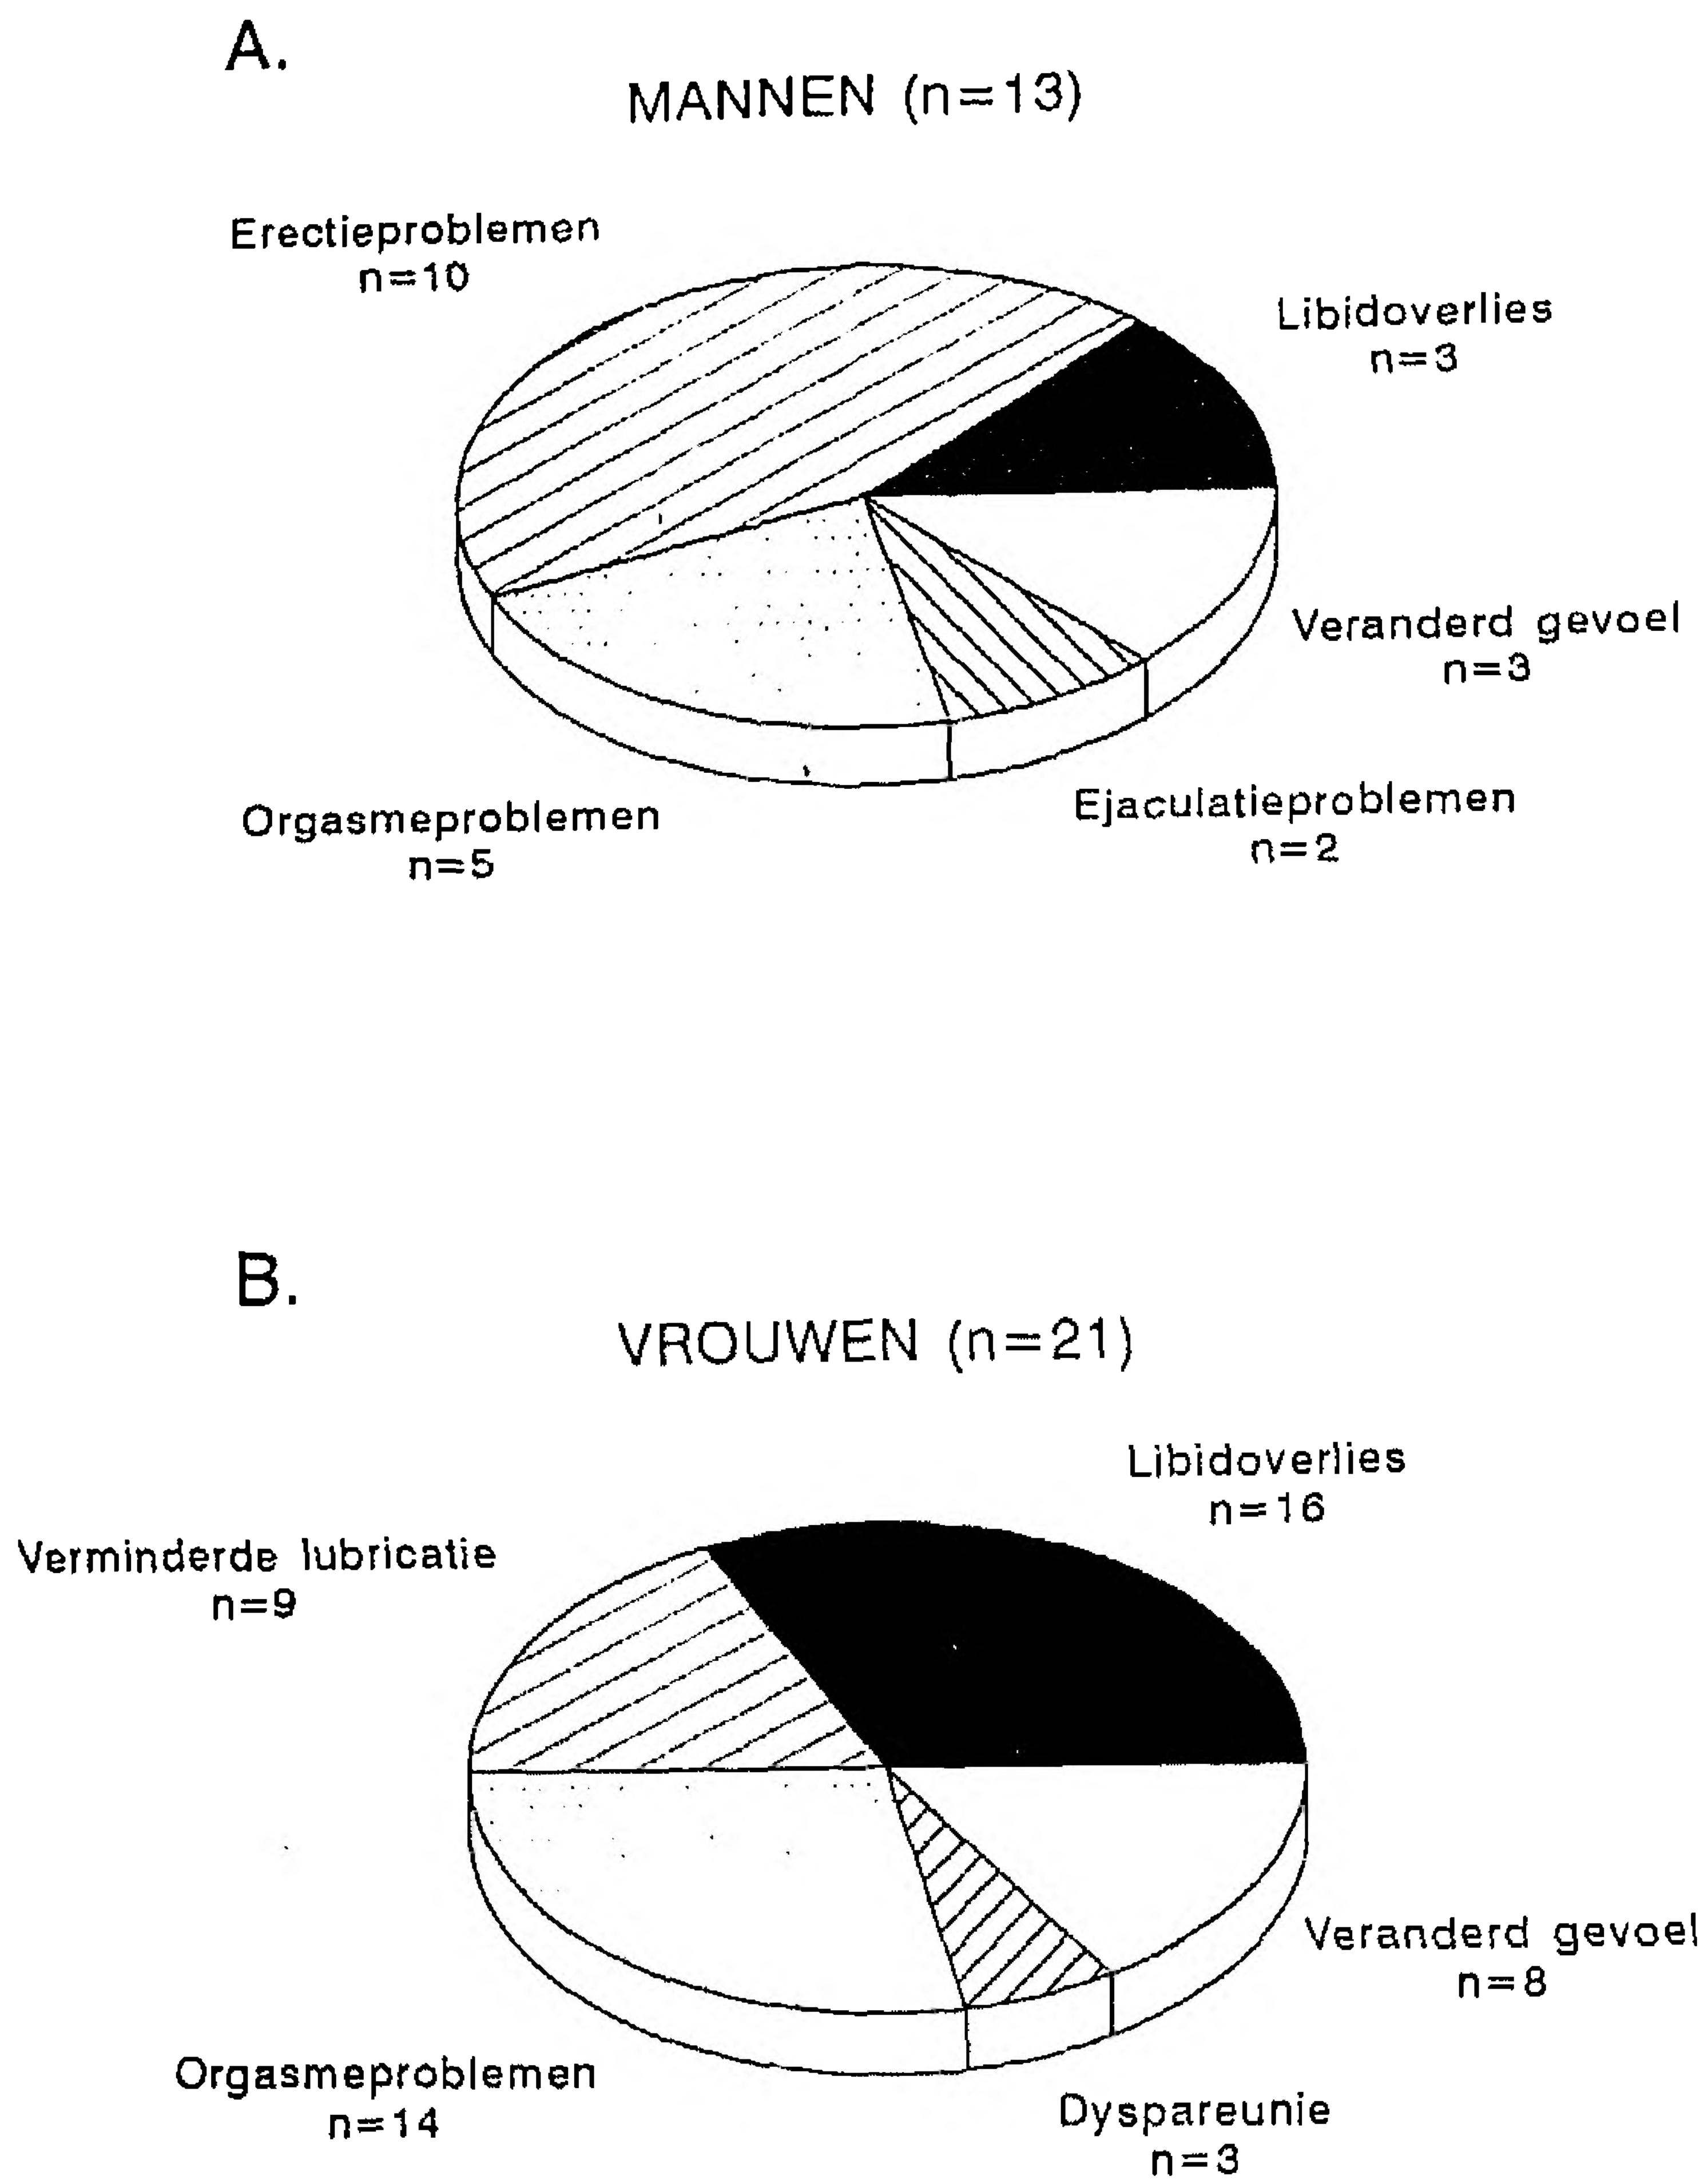 A.
MANNEN (n=13)
Erectieproblemen
n=10
Libidoverlies
n=3
Veranderd gevoel
n=3
Ejaculatieproblemen
n=2
Orgasmeproblemen
n=5
B.
VROUWEN (n=21)
Libidoverlies
n=16
Verminderde lubricatie
n=9
Veranderd gevoel
n=8
Orgasmeproblemen
n=14
Dyspareunie
n=3